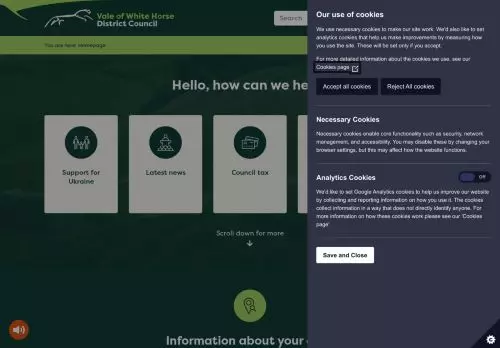 Vale of White Horse
District Council
Search
You are here: Homepage
Hello, how can we he
Support for
Ukraine
Latest news
Council tax
Scroll down for more
Information about your
Our use of cookies
We use necessary cookies to make our site work. We'd also like to set
analytics cookies that help us make improvements by measuring how
you use the site. These will be set only if you accept.
For more detailed information about the cookies we use, see our
Cookies page
Accept all cookies
Reject All cookies
Necessary Cookies
Necessary cookies enable core functionality such as security, network
management, and accessibility. You may disable these by changing your
browser settings, but this may affect how the website functions.
Analytics Cookies
Off
We'd like to set Google Analytics cookies to help us improve our website
by collecting and reporting information on how you use it. The cookies
collect information in a way that does not directly identify anyone. For
more information on how these cookies work please see our 'Cookies
page'
Save and Close